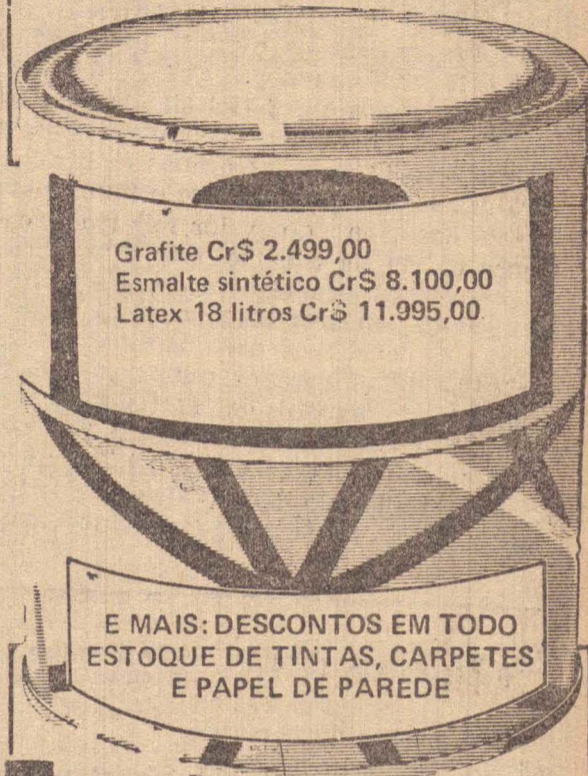 Grafite Cr$ 2.499,00
Esmalte sintético Cr$ 8.100,00
Latex 18 litros Cr$ 11.995,00
E MAIS: DESCONTOS EM TODO
ESTOQUE DE TINTAS, CARPETES
E PAPEL DE PAREDE